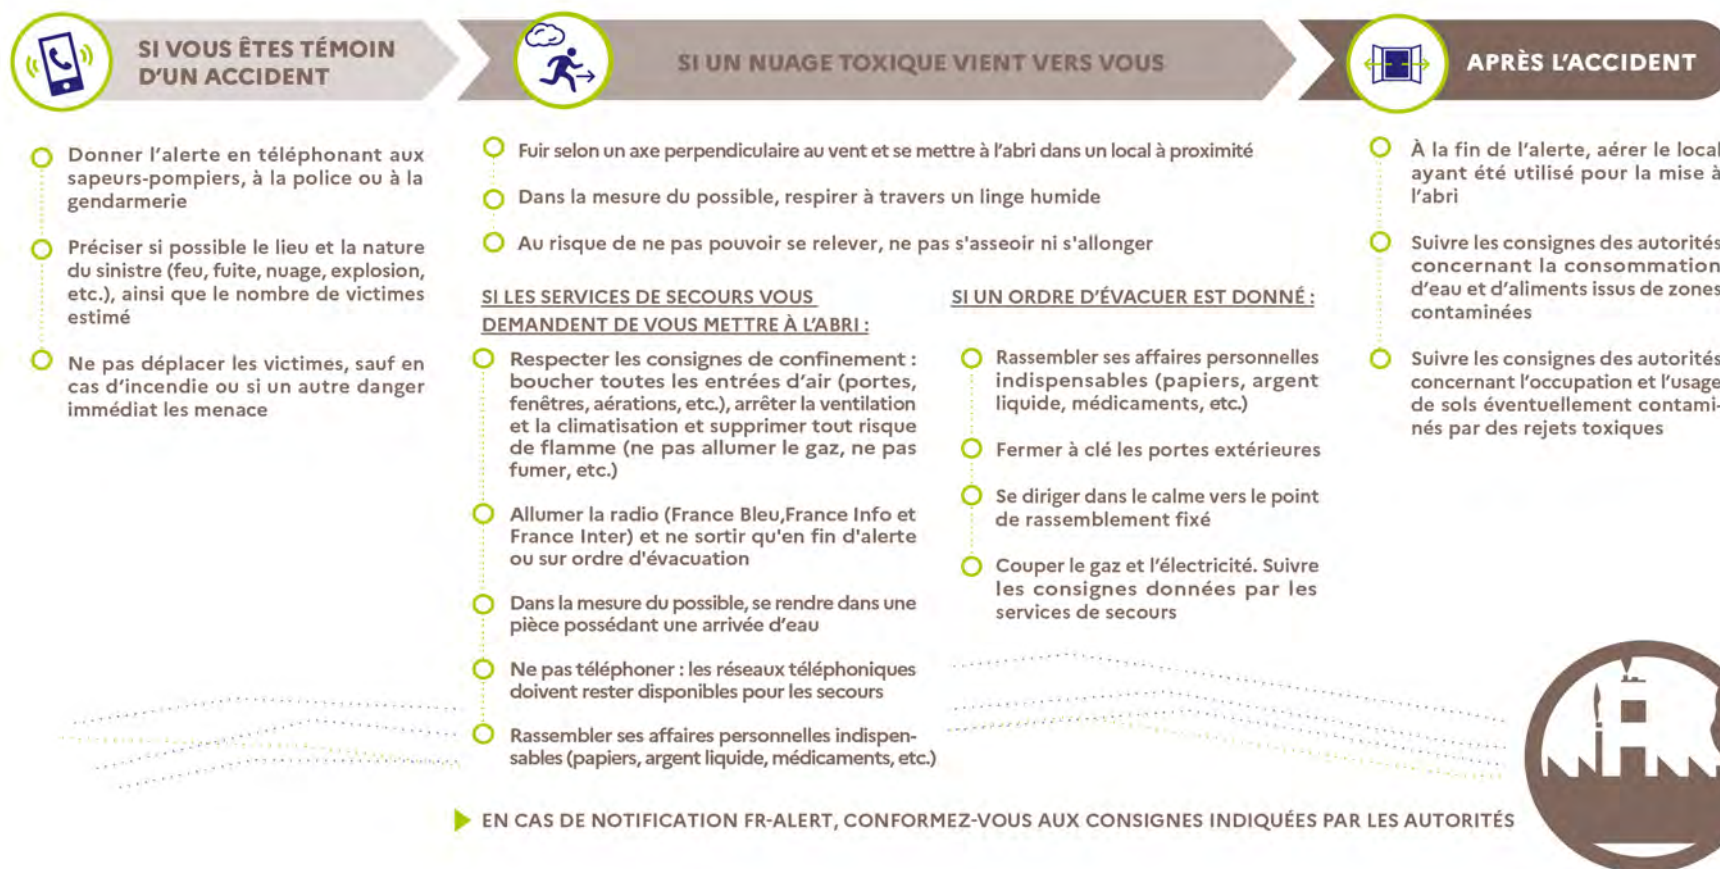 SI VOUS ÊTES TÉMOIN
D'UN ACCIDENT
Donner l'alerte en téléphonant aux
sapeurs-pompiers, à la police ou à la
gendarmerie
Préciser si possible le lieu et la nature
du sinistre (feu, fuite, nuage, explosion,
etc.), ainsi que le nombre de victimes
estimé
Ne pas déplacer les victimes, sauf en
cas d'incendie ou si un autre danger
immédiat les menace
SI UN NUAGE TOXIQUE VIENT VERS VOUS
Fuir selon un axe perpendiculaire au vent et se mettre à l'abri dans un local à proximité
Dans la mesure du possible, respirer à travers un linge humide
Au risque de ne pas pouvoir se relever, ne pas s'asseoir ni s'allonger
SI LES SERVICES DE SECOURS VOUS
DEMANDENT DE VOUS METTRE À L'ABRI :
Respecter les consignes de confinement :
boucher toutes les entrées d'air (portes,
fenêtres, aérations, etc.), arrêter la ventilation
et la climatisation et supprimer tout risque
de flamme (ne pas allumer le gaz, ne pas
fumer, etc.)
Allumer la radio (France Bleu,France Info et
France Inter) et ne sortir qu'en fin d'alerte
ou sur ordre d'évacuation
Dans la mesure du possible, se rendre dans une
pièce possédant une arrivée d'eau
Ne pas téléphoner : les réseaux téléphoniques
doivent rester disponibles pour les secours
Rassembler ses affaires personnelles indispen-
sables (papiers, argent liquide, médicaments, etc.)
SI UN ORDRE D'ÉVACUER EST DONNÉ :
Rassembler ses affaires personnelles
indispensables (papiers, argent
liquide, médicaments, etc.)
Fermer à clé les portes extérieures
Se diriger dans le calme vers le point
de rassemblement fixé
Couper le gaz et l'électricité. Suivre
les consignes données par les
services de secours
APRÈS L'ACCIDENT
À la fin de l'alerte, aérer le local
ayant été utilisé pour la mise à
l'abri
Suivre les consignes des autorités
concernant la consommation
d'eau et d'aliments issus de zones
contaminées
Suivre les consignes des autorités
concernant l'occupation et l'usage
de sols éventuellement contami-
nés par des rejets toxiques
EN CAS DE NOTIFICATION FR-ALERT, CONFORMEZ-VOUS AUX CONSIGNES INDIQUÉES PAR LES AUTORITÉS